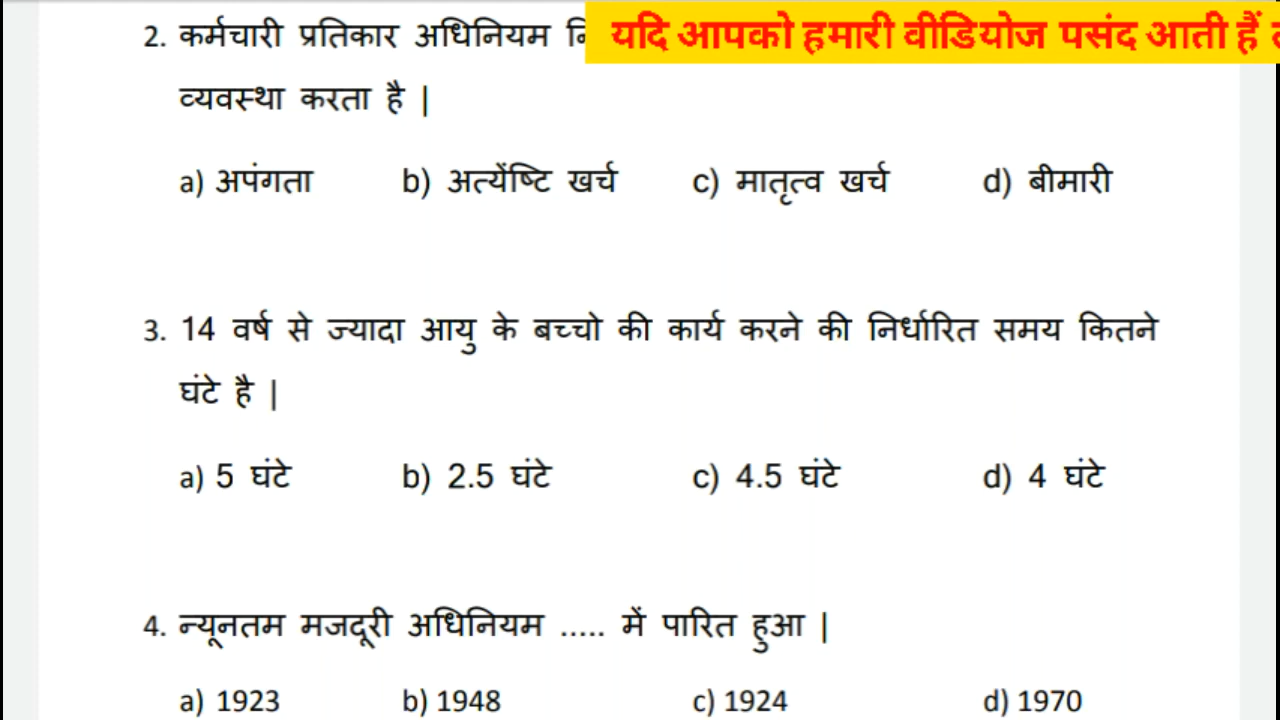 2. कर्मचारी प्रतिकार अधिनियम
यदि आपको हमारी वीडियोज पसंद आती हैं
व्यवस्था करता है |
a) अपंगता b) अत्येंष्टि खर्च c) मातृत्व खर्च d) बीमारी
3. 14 वर्ष से ज्यादा आयु के बच्चो की कार्य करने की निर्धारित समय कितने
घंटे है |
a) 5 घंटे b) 2.5 घंटे c) 4.5 घंटे d) 4 घंटे
4. न्यूनतम मजदूरी अधिनियम ..... में पारित हुआ |
a) 1923 b) 1948 c) 1924 d) 1970